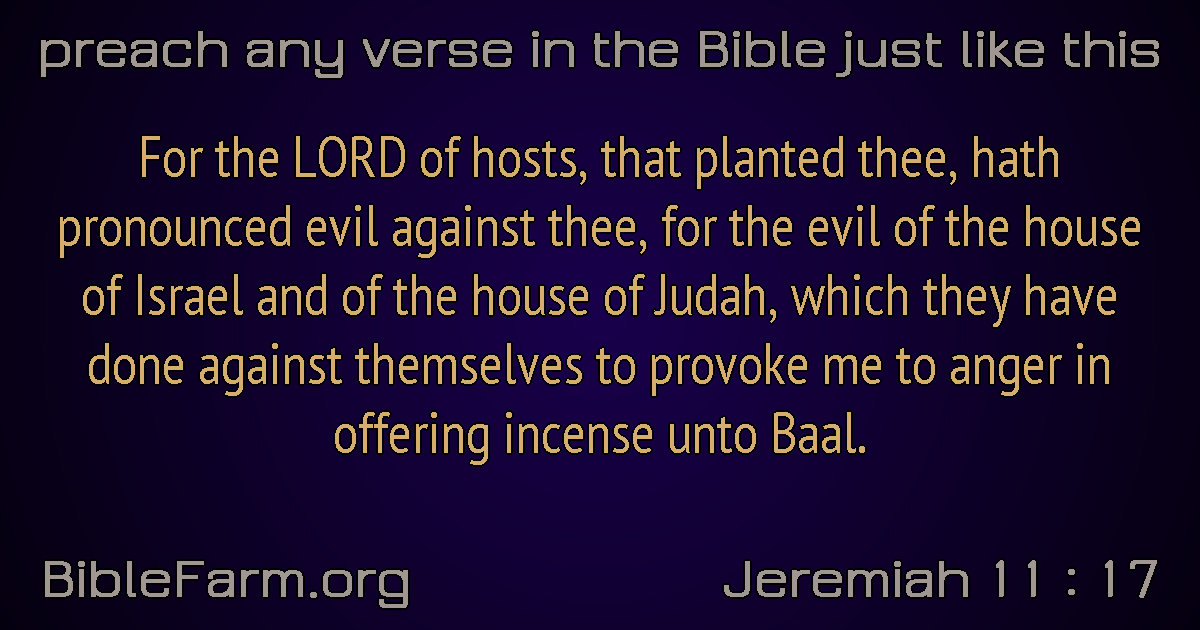 preach any verse in the Bible just like this
For the LORD of hosts, that planted thee, hath
pronounced evil against thee, for the evil of the house
of Israel and of the house of Judah, which they have
done against themselves to provoke me to anger in
offering incense unto Baal.
BibleFarm.org
Jeremiah 11 : 17